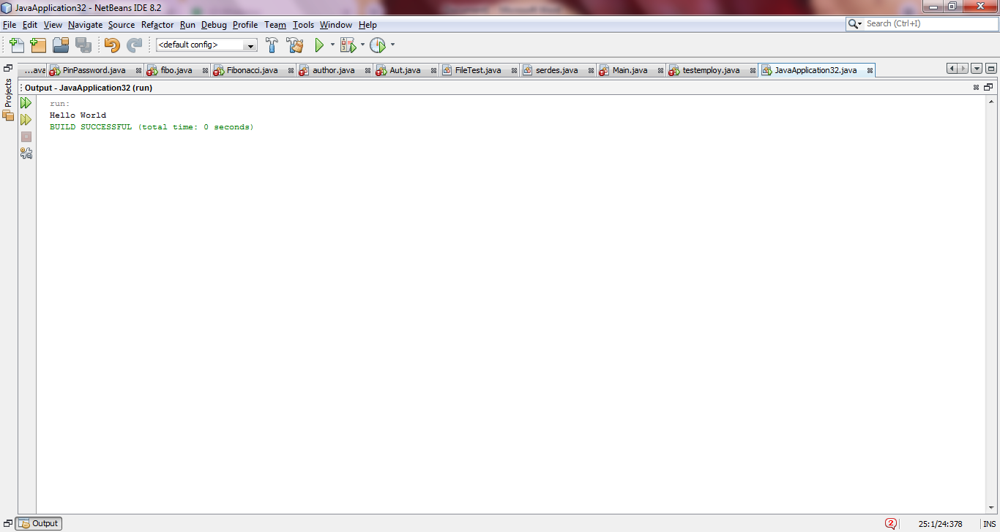 JavaApplication32 - NetBeans IDE 8.2
File Edit View Navigate Source Refactor Run Debug Profile Team Tools Window Help
Search (Ctrl+I)
<default config>
...ava PinPassword.java fibo.java Fibonacci.java author.java Aut.java FileTest.java serdes.java Main.java testemploy.java JavaApplication32.java
Projects
Output - JavaApplication32 (run)
run:
Hello World
BUILD SUCCESSFUL (total time: 0 seconds)
Output
2
25:1/24:378
INS